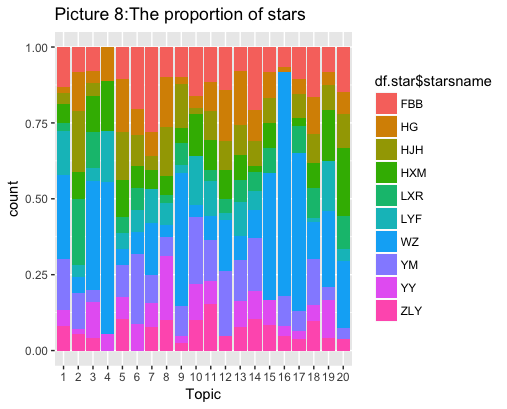 Picture 8:The proportion of stars
1.00
0.75
0.50
0.25
0.00
count
1 2 3 4 5 6 7 8 9 10 11 12 13 14 15 16 17 18 19 20
Topic
df.star$starsname
FBB
HG
HJH
HXM
LXR
LYF
WZ
YM
YY
ZLY